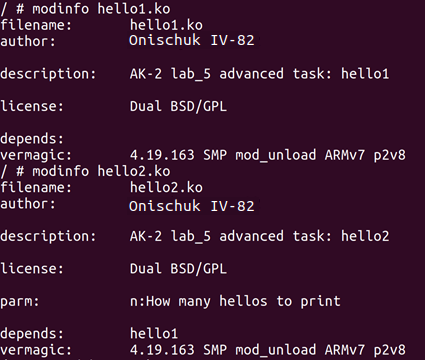 / # modinfo hello1.ko
filename: hello1.ko
author: Onischuk IV-82
description: AK-2 lab_5 advanced task: hello1
license: Dual BSD/GPL
depends:
vermagic: 4.19.163 SMP mod_unload ARMv7 p2v8
/ # modinfo hello2.ko
filename: hello2.ko
author: Onischuk IV-82
description: AK-2 lab_5 advanced task: hello2
license: Dual BSD/GPL
parm: n:How many hellos to print
depends: hello1
vermagic: 4.19.163 SMP mod_unload ARMv7 p2v8